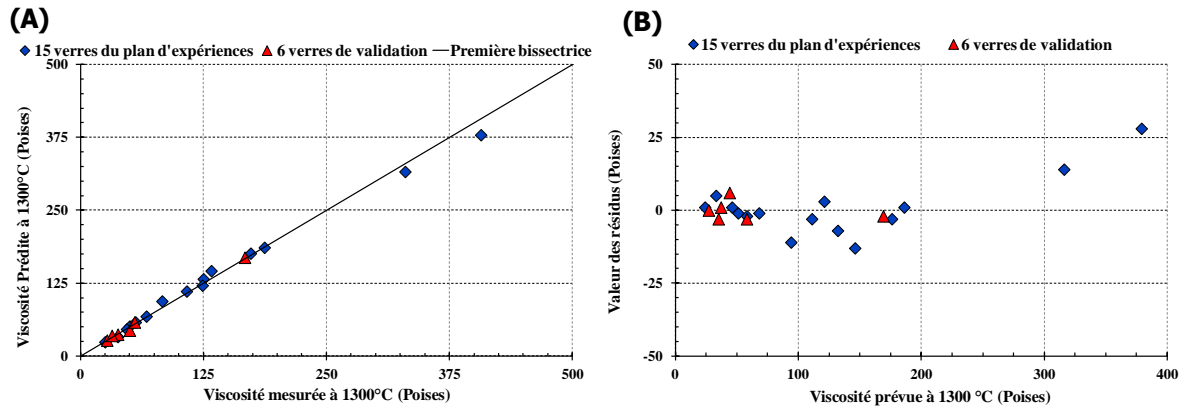 (A)
15 verres du plan d'expériences 6 verres de validation Première bissectrice
500
375
250
125
0
0 125 250 375 500
Viscosité Prédite à 1300°C (Poises)
Viscosité mesurée à 1300°C (Poises)
(B)
15 verres du plan d'expériences 6 verres de validation
50
25
0
-25
-50
0 100 200 300 400
Valeur des résidus (Poises)
Viscosité prévue à 1300 °C (Poises)